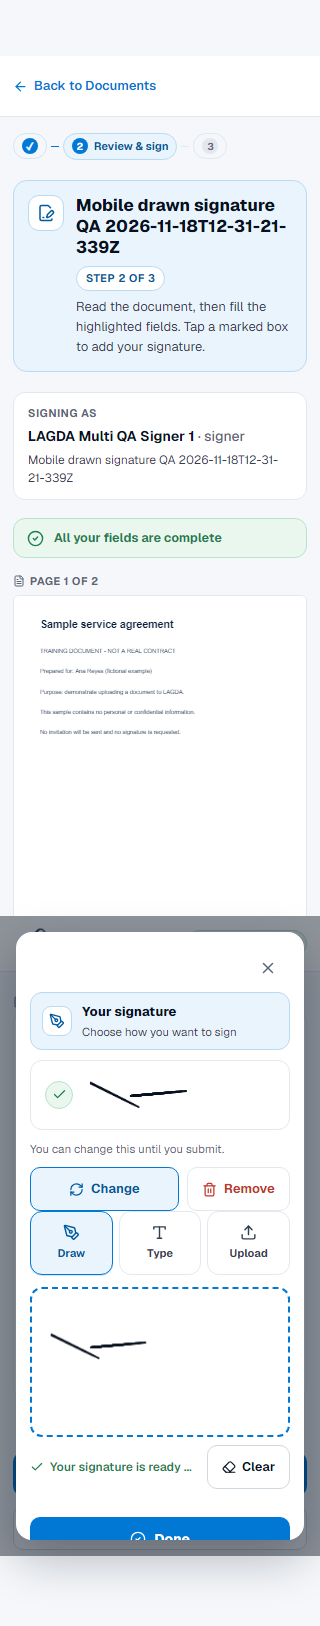 Back to Documents
2 Review & sign
3
Mobile drawn signature
QA 2026-11-18T12-31-21-
339Z
STEP 2 OF 3
Read the document, then fill the
highlighted fields. Tap a marked box
to add your signature.
SIGNING AS
LAGDA Multi QA Signer 1 · signer
Mobile drawn signature QA 2026-11-18T12-31-
21-339Z
All your fields are complete
PAGE 1 OF 2
Sample service agreement
TRAINING DOCUMENT - NOT A REAL CONTRACT
Prepared for: Ana Reyes (fictional example)
Purpose: demonstrate uploading a document to LAGDA.
This sample contains no personal or confidential information.
No invitation will be sent and no signature is requested.
Your signature
Choose how you want to sign
You can change this until you submit.
Change
Remove
Draw
Type
Upload
Your signature is ready ...
Clear
Done